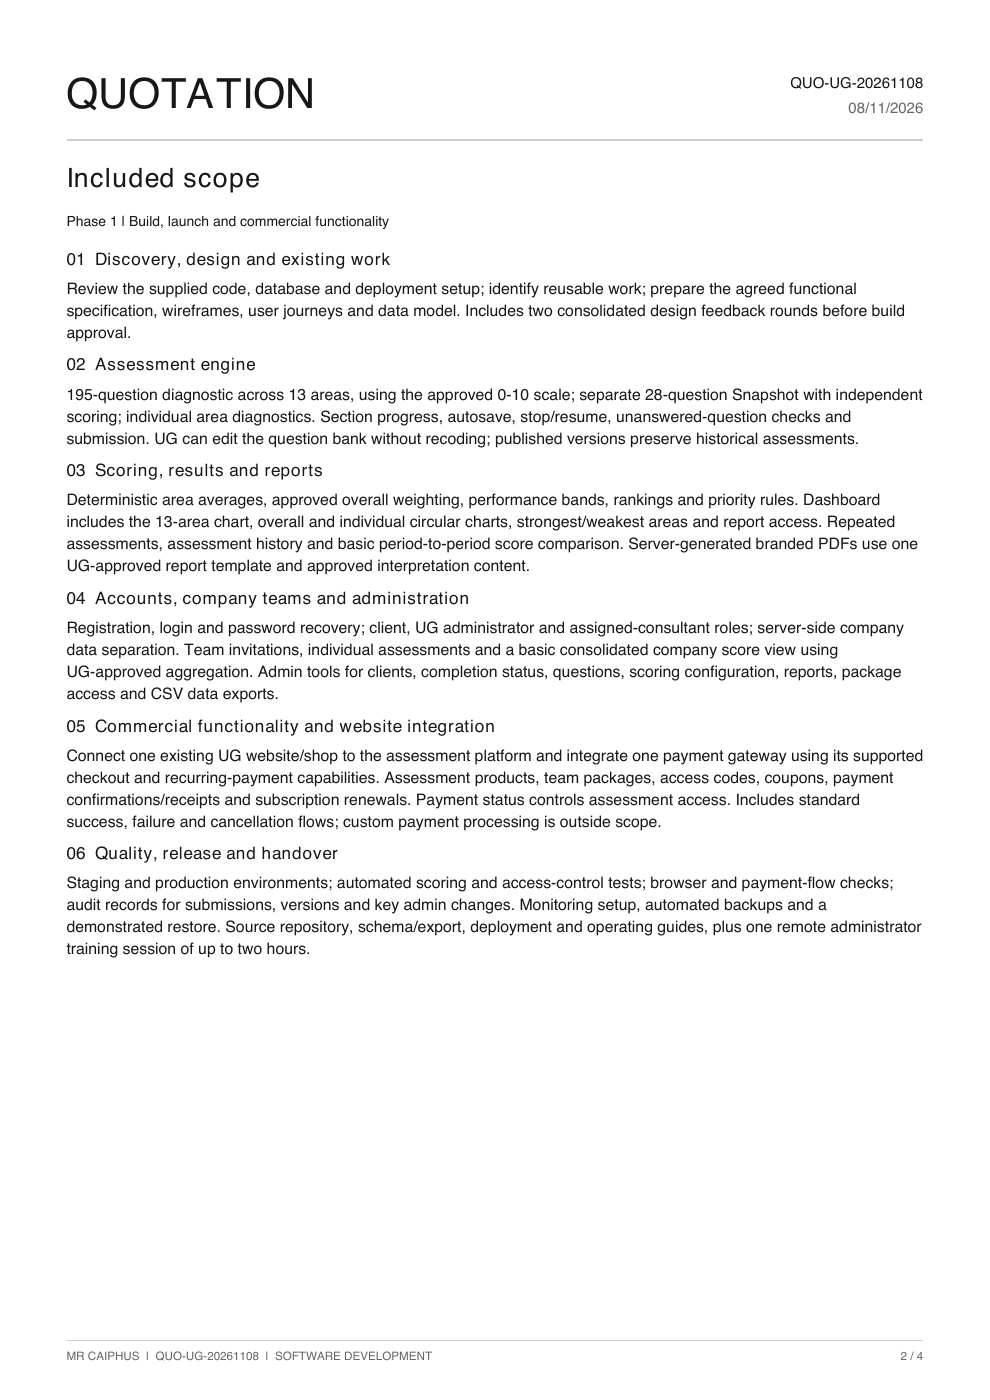 QUOTATION
QUO-UG-20261108
08/11/2026
Included scope
Phase 1 | Build, launch and commercial functionality
01 Discovery, design and existing work
Review the supplied code, database and deployment setup; identify reusable work; prepare the agreed functional
specification, wireframes, user journeys and data model. Includes two consolidated design feedback rounds before build
approval.
02 Assessment engine
195-question diagnostic across 13 areas, using the approved 0-10 scale; separate 28-question Snapshot with independent
scoring; individual area diagnostics. Section progress, autosave, stop/resume, unanswered-question checks and
submission. UG can edit the question bank without recoding; published versions preserve historical assessments.
03 Scoring, results and reports
Deterministic area averages, approved overall weighting, performance bands, rankings and priority rules. Dashboard
includes the 13-area chart, overall and individual circular charts, strongest/weakest areas and report access. Repeated
assessments, assessment history and basic period-to-period score comparison. Server-generated branded PDFs use one
UG-approved report template and approved interpretation content.
04 Accounts, company teams and administration
Registration, login and password recovery; client, UG administrator and assigned-consultant roles; server-side company
data separation. Team invitations, individual assessments and a basic consolidated company score view using
UG-approved aggregation. Admin tools for clients, completion status, questions, scoring configuration, reports, package
access and CSV data exports.
05 Commercial functionality and website integration
Connect one existing UG website/shop to the assessment platform and integrate one payment gateway using its supported
checkout and recurring-payment capabilities. Assessment products, team packages, access codes, coupons, payment
confirmations/receipts and subscription renewals. Payment status controls assessment access. Includes standard
success, failure and cancellation flows; custom payment processing is outside scope.
06 Quality, release and handover
Staging and production environments; automated scoring and access-control tests; browser and payment-flow checks;
audit records for submissions, versions and key admin changes. Monitoring setup, automated backups and a
demonstrated restore. Source repository, schema/export, deployment and operating guides, plus one remote administrator
training session of up to two hours.
MR CAIPHUS | QUO-UG-20261108 | SOFTWARE DEVELOPMENT
2 / 4